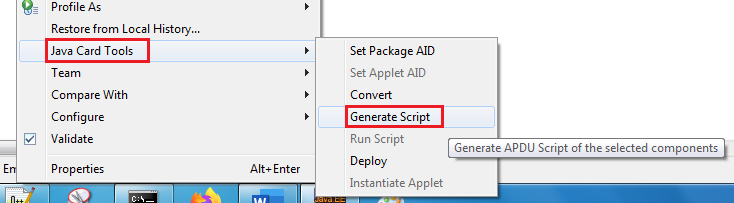 Profile As
Restore from Local History...
Java Card Tools
Team
Compare With
Configure
Validate
Properties Alt+Enter
Set Package AID
Set Applet AID
Convert
Generate Script
Run Script
Deploy
Instantiate Applet
Generate APDU Script of the selected components
Em
Java EE